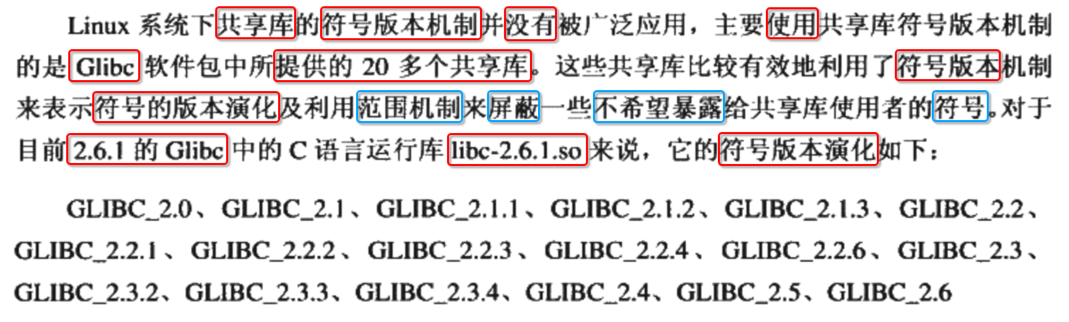 Linux 系统下共享库的符号版本机制并没有被广泛应用，主要使用共享库符号版本机制
的是 Glibc 软件包中所提供的 20 多个共享库。这些共享库比较有效地利用了符号版本机制
来表示符号的版本演化及利用范围机制来屏蔽一些不希望暴露给共享库使用者的符号。对于
目前 2.6.1 的 Glibc 中的 C 语言运行库 libc-2.6.1.so 来说，它的符号版本演化如下：
GLIBC_2.0、GLIBC_2.1、GLIBC_2.1.1、GLIBC_2.1.2、GLIBC_2.1.3、GLIBC_2.2、
GLIBC_2.2.1、GLIBC_2.2.2、GLIBC_2.2.3、GLIBC_2.2.4、GLIBC_2.2.6、GLIBC_2.3、
GLIBC_2.3.2、GLIBC_2.3.3、GLIBC_2.3.4、GLIBC_2.4、GLIBC_2.5、GLIBC_2.6